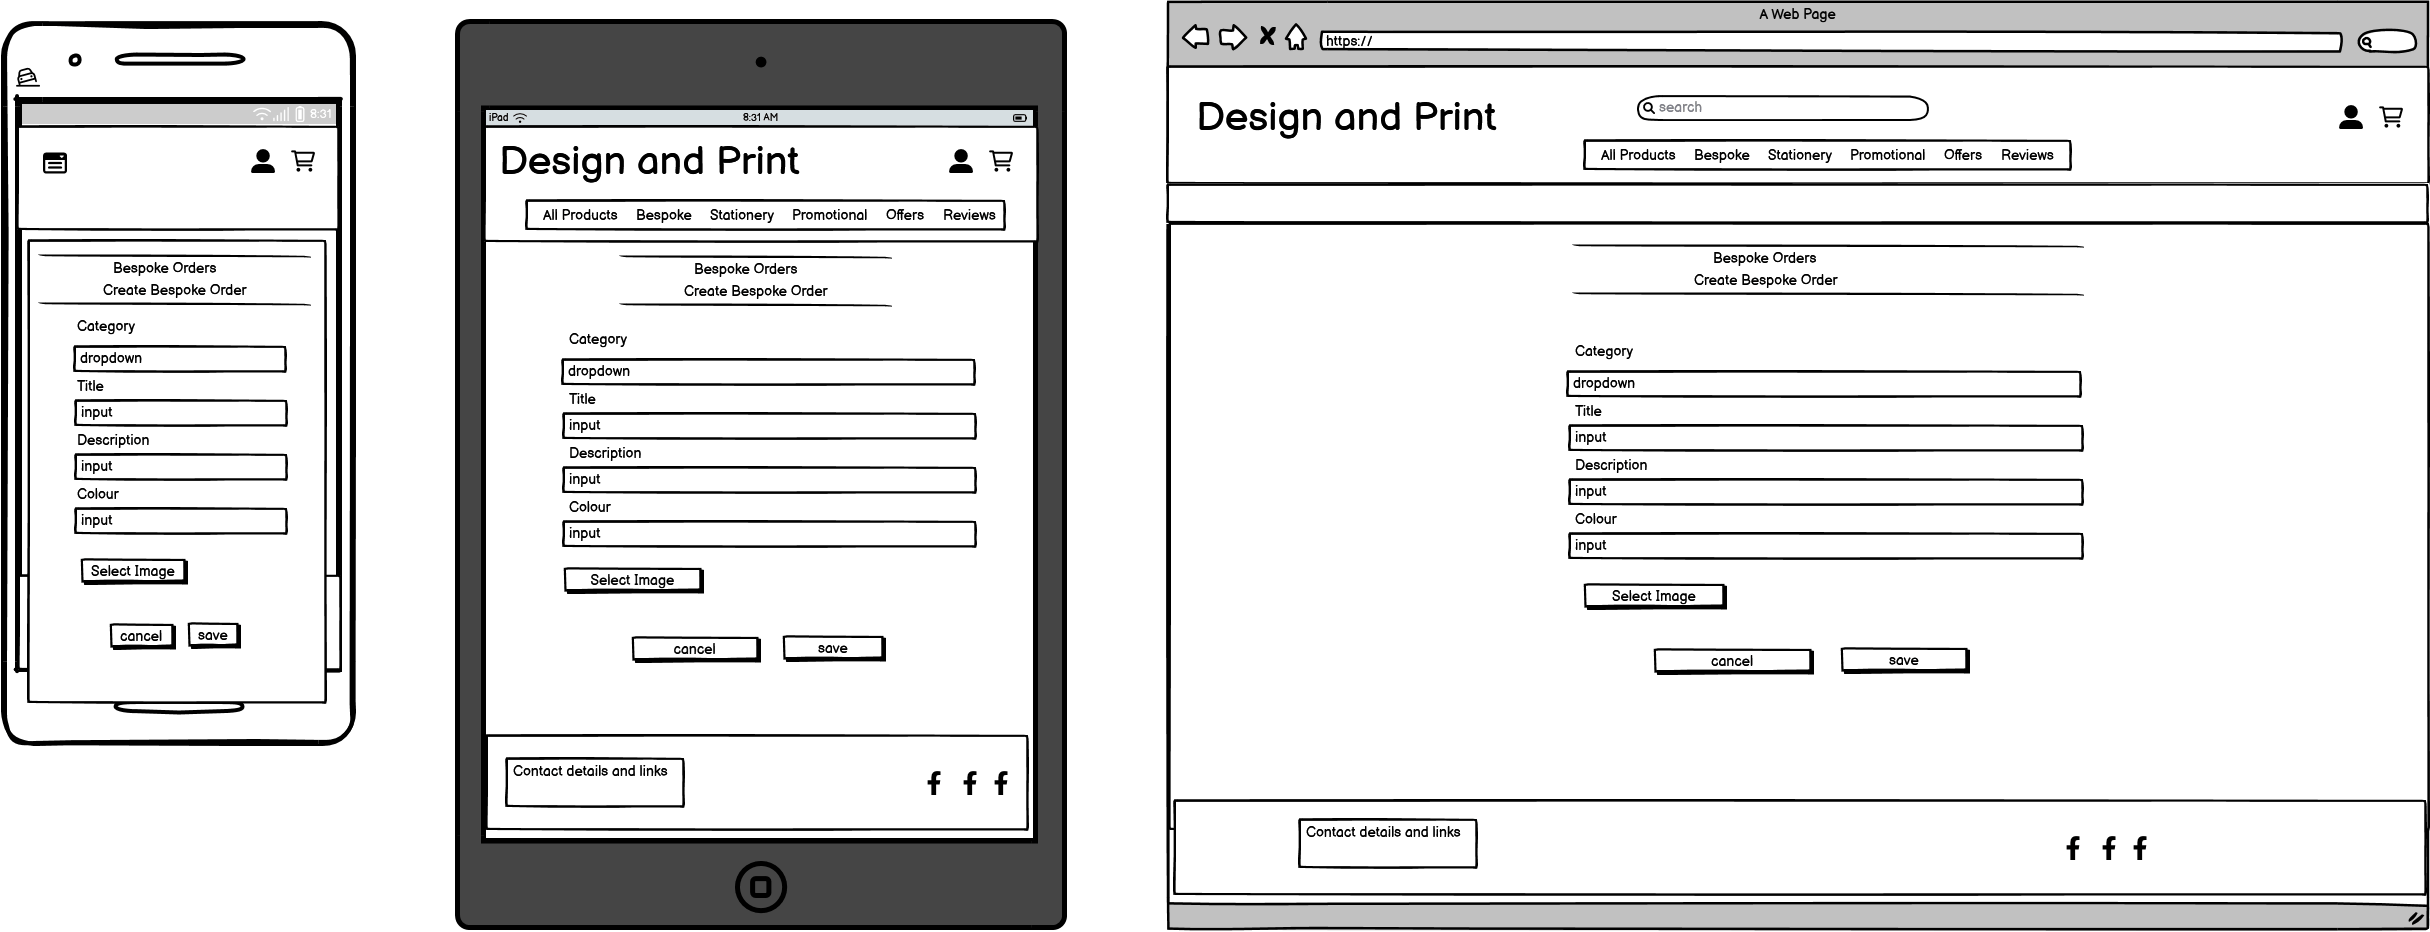 8:31
Bespoke Orders
Create Bespoke Order
Category
dropdown
Title
input
Description
input
Colour
input
Select Image
cancel save
iPad 8:31 AM
Design and Print
All Products Bespoke Stationery Promotional Offers Reviews
Bespoke Orders
Create Bespoke Order
Category
dropdown
Title
input
Description
input
Colour
input
Select Image
cancel save
Contact details and links
A Web Page
https://
Design and Print
search
All Products Bespoke Stationery Promotional Offers Reviews
Bespoke Orders
Create Bespoke Order
Category
dropdown
Title
input
Description
input
Colour
input
Select Image
cancel save
Contact details and links